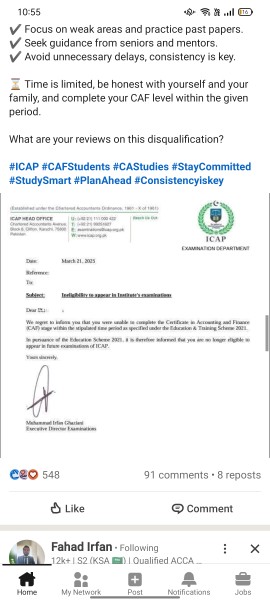 10:55
✔ Focus on weak areas and practice past papers.
✔ Seek guidance from seniors and mentors.
✔ Avoid unnecessary delays, consistency is key.
⏳ Time is limited, be honest with yourself and your
family, and complete your CAF level within the given
period.
What are your reviews on this disqualification?
#ICAP #CAFStudents #CAStudies #StayCommitted
#StudySmart #PlanAhead #Consistencyiskey
(Established under the Chartered Accountants Ordinance, 1961 - X of 1961)
ICAP HEAD OFFICE
Chartered Accountants Avenue
Pakistan
ICAP
EXAMINATION DEPARTMENT
Date: March 21, 2025
Reference:
To:
Subject: Ineligibility to appear in Institute's examinations
Dear
We regret to inform you that you were unable to complete the Certificate in Accounting and Finance
(CAF) stage within the stipulated time period as specified under the Education & Training Scheme 2021.
In pursuance of the Education Scheme 2021, it is therefore informed that you are no longer eligible to
appear in future examinations of ICAP.
Yours sincerely,
Muhammad Irfan Ghaziani
Executive Director Examinations
548
91 comments • 8 reposts
Like
Comment
Fahad Irfan • Following
12k+ | S2 (KSA 🇸🇦) | Qualified ACCA ...
Home
My Network
Post
Notifications
Jobs